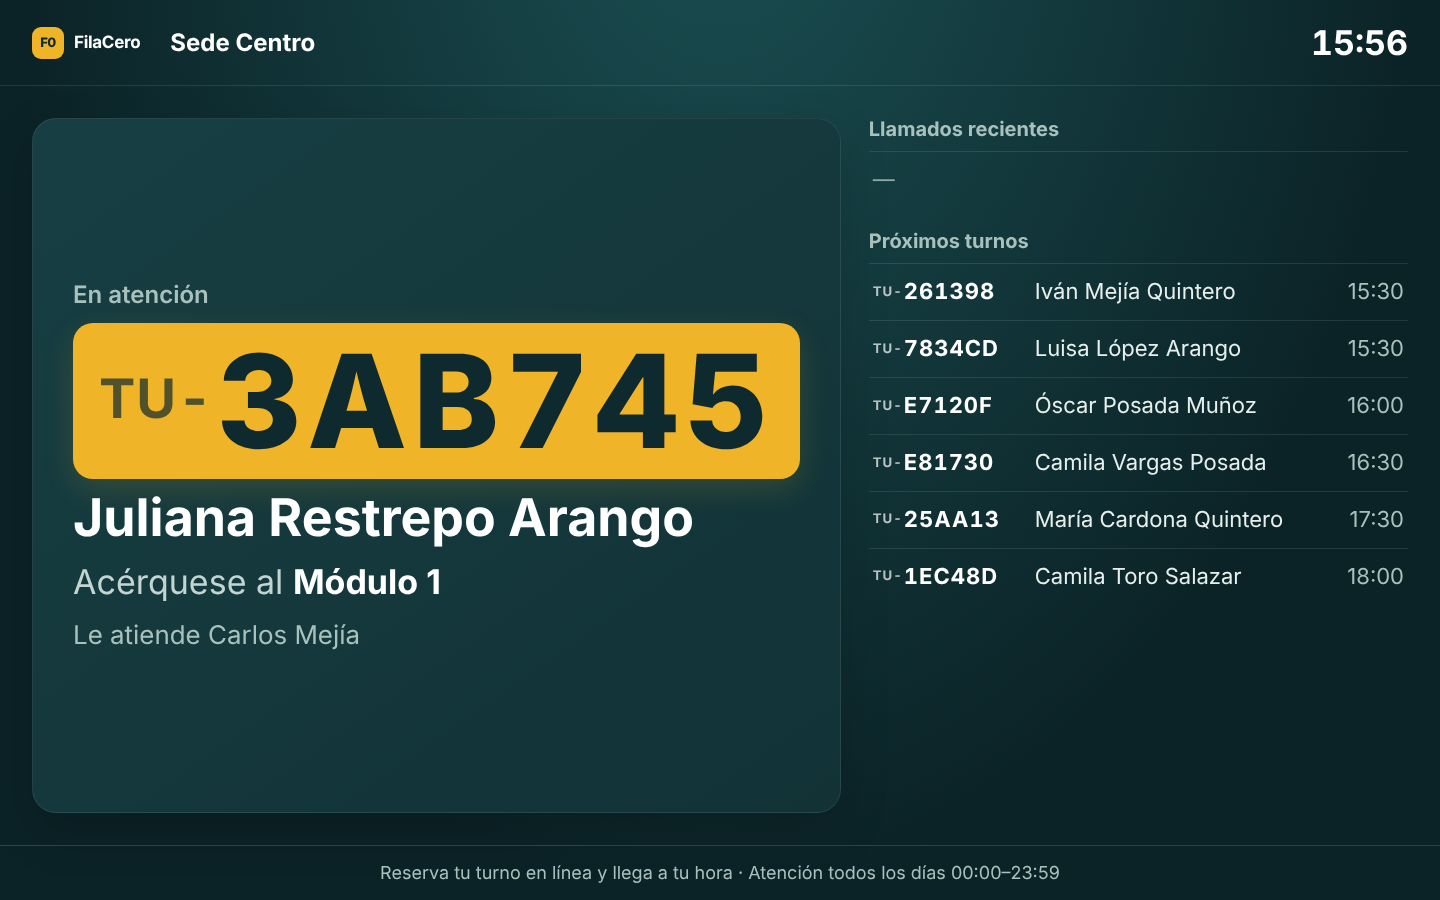 F0 FilaCero Sede Centro 15:56
En atención
TU-3AB745
Juliana Restrepo Arango
Acérquese al Módulo 1
Le atiende Carlos Mejía
Llamados recientes
—
Próximos turnos
TU-261398 Iván Mejía Quintero 15:30
TU-7834CD Luisa López Arango 15:30
TU-E7120F Óscar Posada Muñoz 16:00
TU-E81730 Camila Vargas Posada 16:30
TU-25AA13 María Cardona Quintero 17:30
TU-1EC48D Camila Toro Salazar 18:00
Reserva tu turno en línea y llega a tu hora · Atención todos los días 00:00–23:59